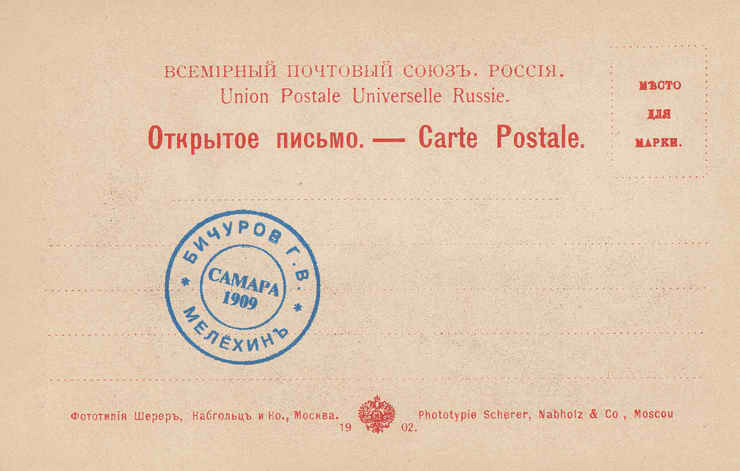 ВСЕМІРНЫЙ ПОЧТОВЫЙ СОЮЗЪ. РОССІЯ.
Union Postale Universelle Russie.
Открытое письмо. — Carte Postale.
МѢСТО
ДЛЯ
МАРКИ.
БИЧУРОВ Г. В.
САМАРА
1909
* МЕЛЁХИНЪ *
Фототипія Шереръ, Набгольцъ и Ко., Москва.
Phototypie Scherer, Nabholz & Co, Moscou
19 02.